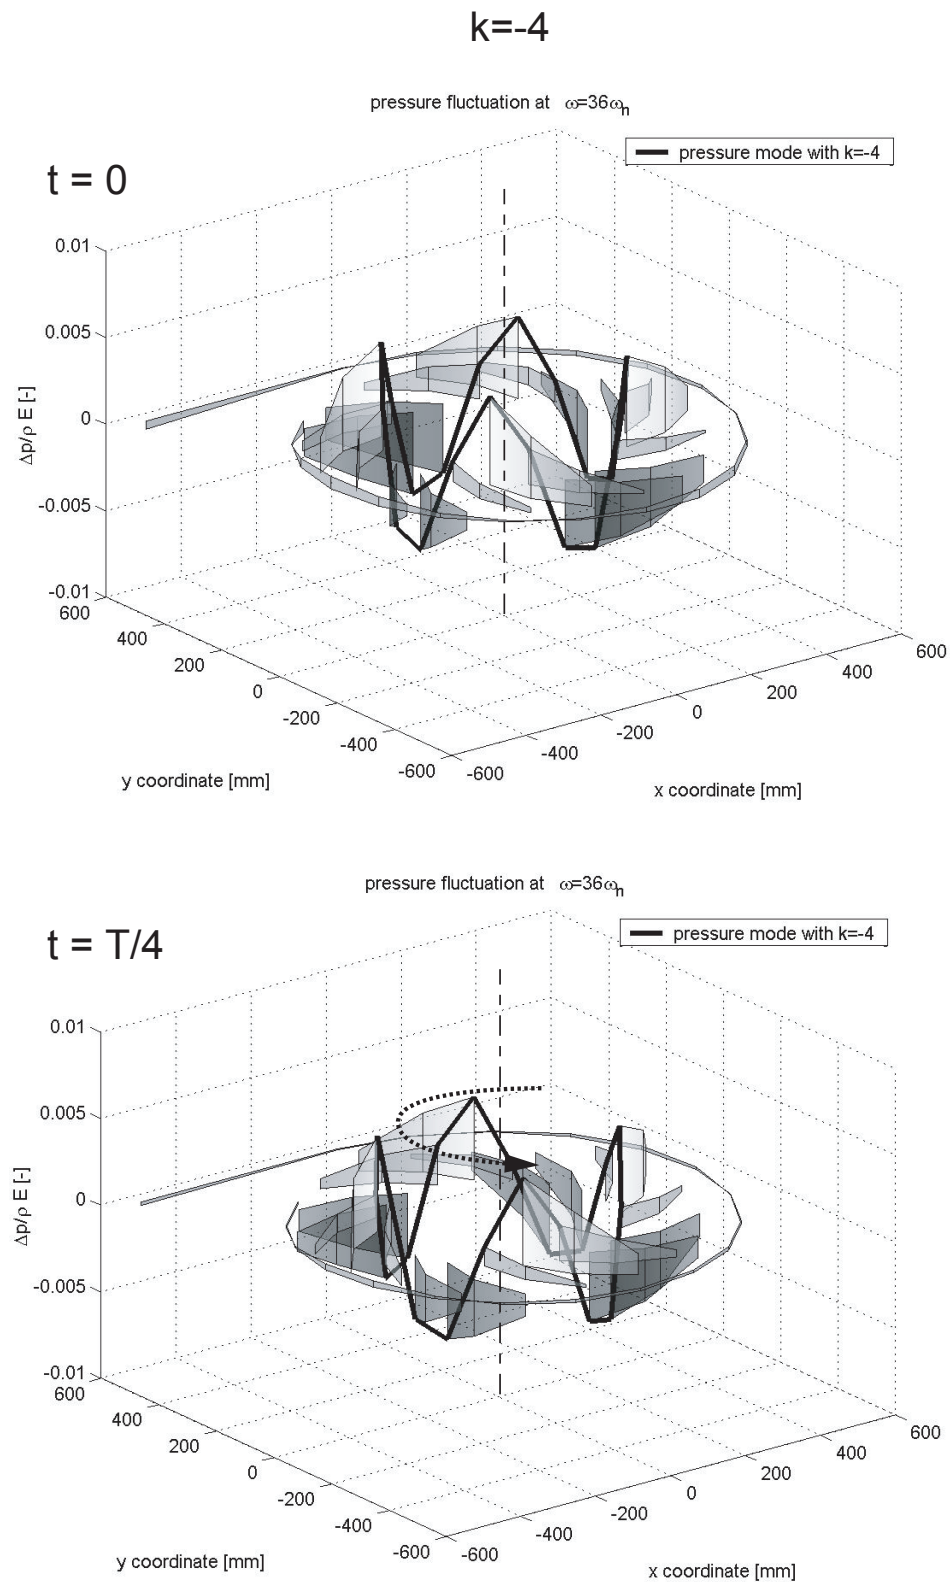 k=-4
pressure fluctuation at ω=36ωn
pressure mode with k=-4
t = 0
0.01
0.005
0
-0.005
-0.01
Δp/ρ E [-]
600
400
200
0
-200
-400
-600
y coordinate [mm]
-600
-400
-200
0
200
400
600
x coordinate [mm]
pressure fluctuation at ω=36ωn
pressure mode with k=-4
t = T/4
0.01
0.005
0
-0.005
-0.01
Δp/ρ E [-]
600
400
200
0
-200
-400
-600
y coordinate [mm]
-600
-400
-200
0
200
400
600
x coordinate [mm]